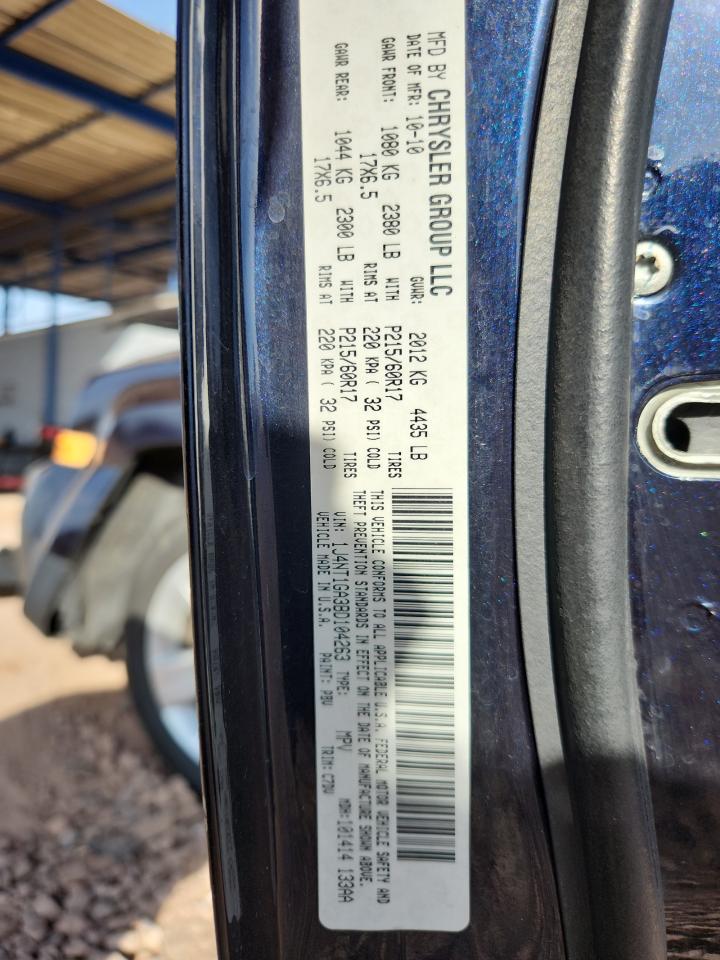 MFD BY CHRYSLER GROUP LLC
DATE OF MFR: 10-10 GVWR: 2012 KG 4435 LB
GAWR FRONT: 1080 KG 2380 LB WITH P215/60R17 TIRES
17X6.5 RIMS AT 220 KPA ( 32 PSI) COLD
GAWR REAR: 1044 KG 2300 LB WITH P215/60R17 TIRES
17X6.5 RIMS AT 220 KPA ( 32 PSI) COLD
THIS VEHICLE CONFORMS TO ALL APPLICABLE U.S.A. FEDERAL MOTOR VEHICLE SAFETY AND
THEFT PREVENTION STANDARDS IN EFFECT ON THE DATE OF MANUFACTURE SHOWN ABOVE.
VIN: 1J4NT1GA3BD104263 TYPE: MPV MDH: 101414 133AA
VEHICLE MADE IN U.S.A. PAINT: PBV TRIM: C7DV